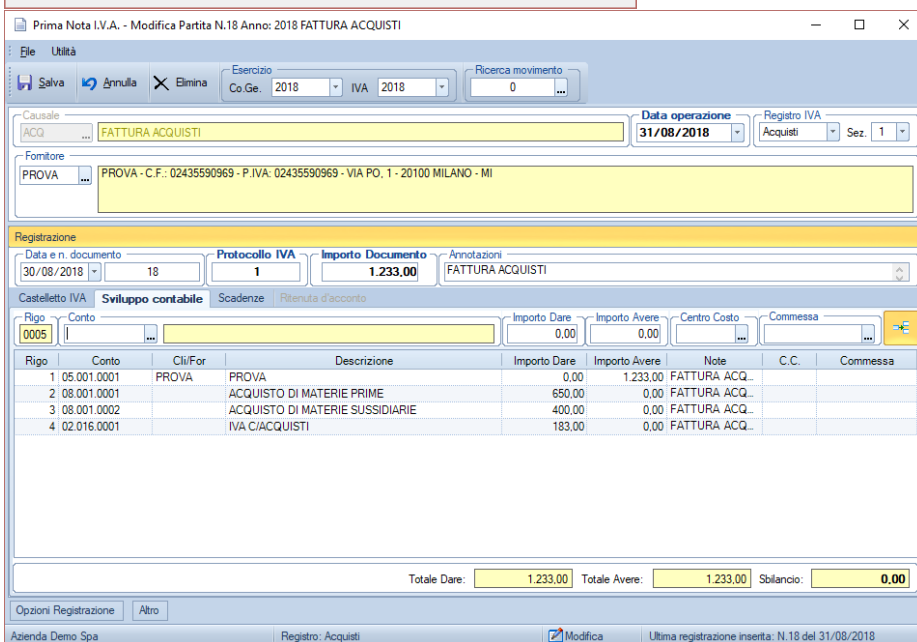 Prima Nota I.V.A. - Modifica Partita N.18 Anno: 2018 FATTURA ACQUISTI
File Utilità
Salva Annulla Elimina
Esercizio Ricerca movimento
Co.Ge. 2018 IVA 2018 0 ...
Causale Data operazione Registro IVA
ACQ ... FATTURA ACQUISTI 31/08/2018 Acquisti Sez. 1
Fornitore
PROVA ... PROVA - C.F.: 02435590969 - P.IVA: 02435590969 - VIA PO, 1 - 20100 MILANO - MI
Registrazione
Data e n. documento Protocollo IVA Importo Documento Annotazioni
30/08/2018 18 1 1.233,00 FATTURA ACQUISTI
Castelletto IVA Sviluppo contabile Scadenze Ritenuta d'acconto
Rigo Conto Importo Dare Importo Avere Centro Costo Commessa
0005 ... 0,00 0,00 ... ...
Rigo Conto Cli/For Descrizione Importo Dare Importo Avere Note C.C. Commessa
1 05.001.0001 PROVA PROVA 0,00 1.233,00 FATTURA ACQ...
2 08.001.0001 ACQUISTO DI MATERIE PRIME 650,00 0,00 FATTURA ACQ...
3 08.001.0002 ACQUISTO DI MATERIE SUSSIDIARIE 400,00 0,00 FATTURA ACQ...
4 02.016.0001 IVA C/ACQUISTI 183,00 0,00 FATTURA ACQ...
Totale Dare: 1.233,00 Totale Avere: 1.233,00 Sbilancio: 0,00
Opzioni Registrazione Altro
Azienda Demo Spa Registro: Acquisti Modifica Ultima registrazione inserita: N.18 del 31/08/2018